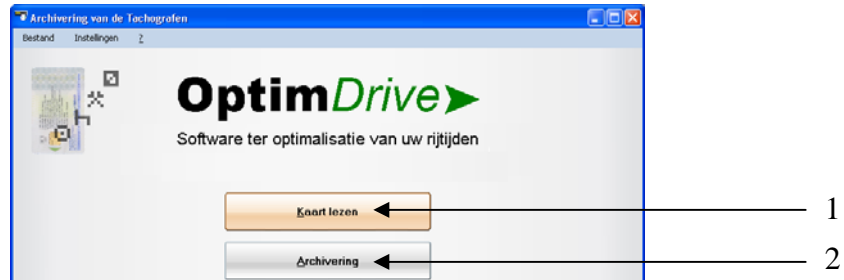 Archivering van de Tachografen
Bestand Instellingen ?
OptimDrive
Software ter optimalisatie van uw rijtijden
Kaart lezen
1
Archivering
2